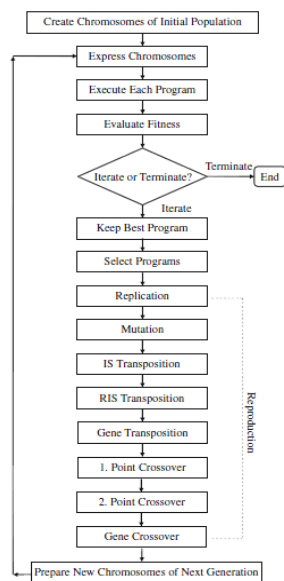 Create Chromosomes of Initial Population
Express Chromosomes
Execute Each Program
Evaluate Fitness
Iterate or Terminate?
Terminate
End
Iterate
Keep Best Program
Select Programs
Replication
Mutation
IS Transposition
RIS Transposition
Gene Transposition
1. Point Crossover
2. Point Crossover
Gene Crossover
Reproduction
Prepare New Chromosomes of Next Generation